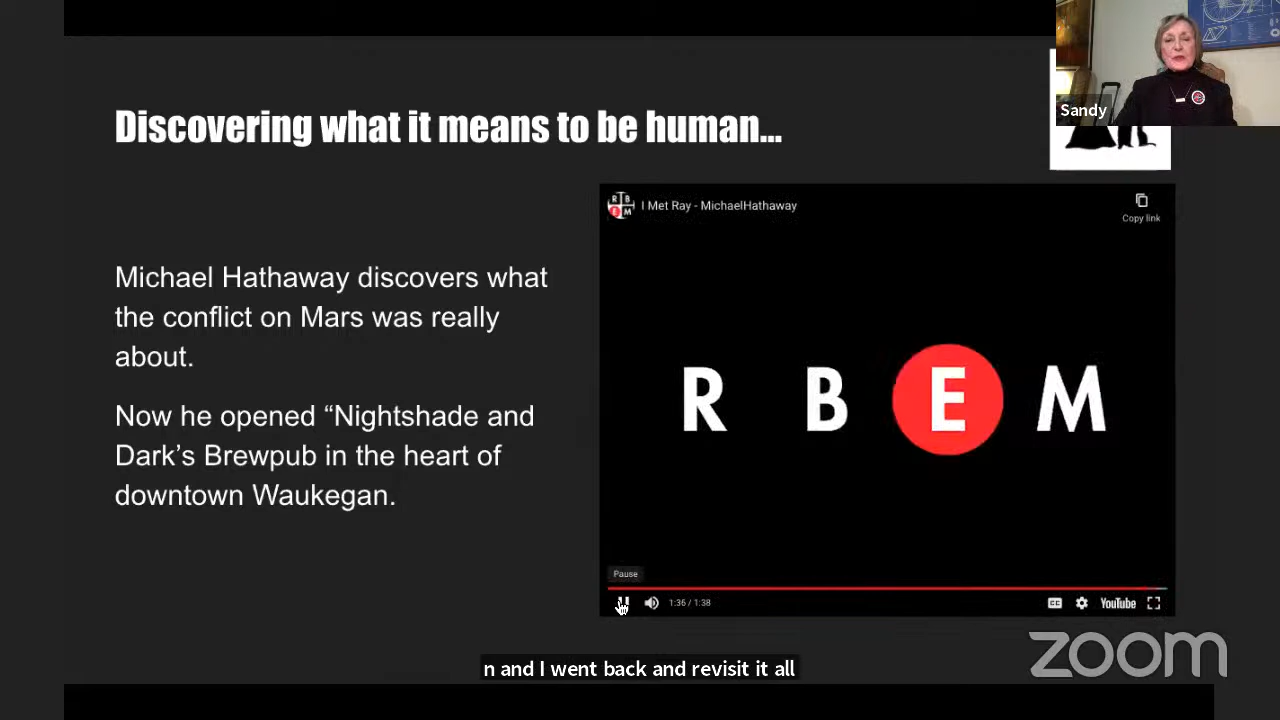 Sandy
Discovering what it means to be human...
R B
E M
I Met Ray - MichaelHathaway
Copy link
Michael Hathaway discovers what
the conflict on Mars was really
about.
Now he opened “Nightshade and
Dark’s Brewpub in the heart of
downtown Waukegan.
R B E M
Pause
1:36 / 1:38
CC
YouTube
n and I went back and revisit it all
zoom